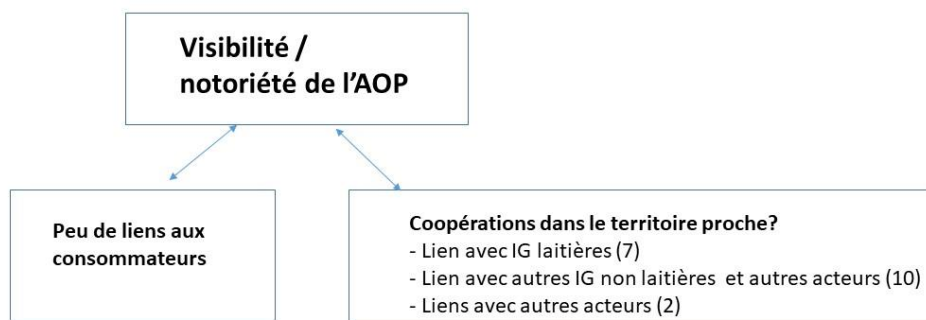 Visibilité /
notoriété de l’AOP
Peu de liens aux
consommateurs
Coopérations dans le territoire proche?
- Lien avec IG laitières (7)
- Lien avec autres IG non laitières et autres acteurs (10)
- Liens avec autres acteurs (2)